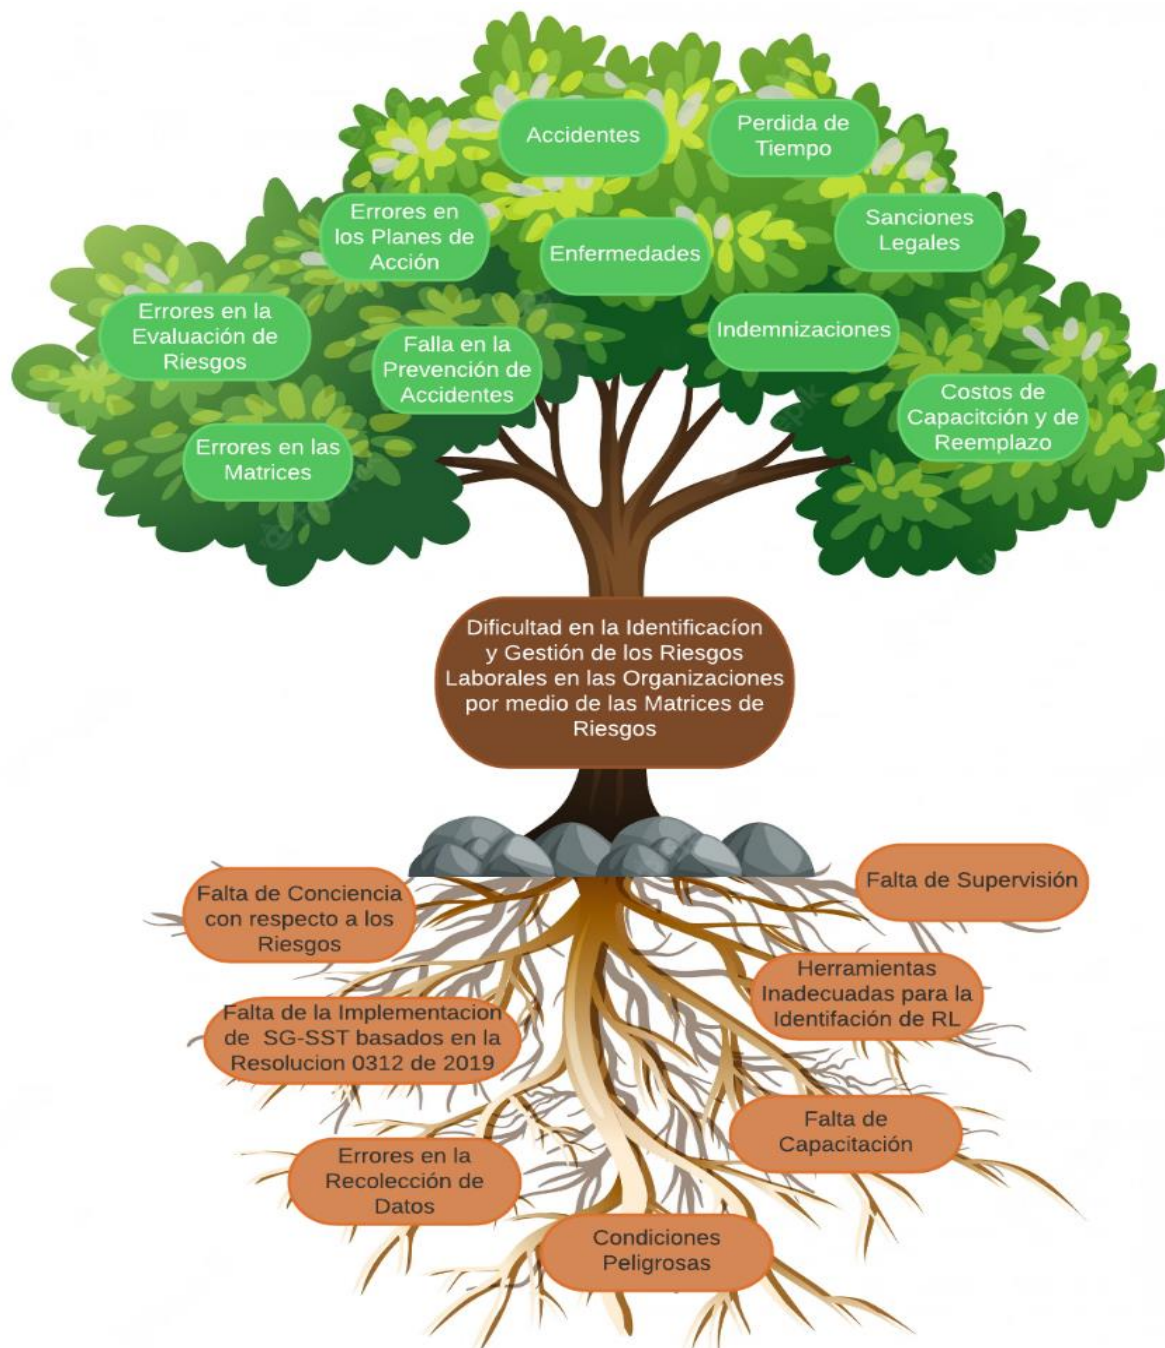 Accidentes
Perdida de
Tiempo
Errores en
los Planes de
Acción
Enfermedades
Sanciones
Legales
Errores en la
Evaluación de
Riesgos
Falla en la
Prevención de
Accidentes
Indemnizaciones
Costos de
Capacitción y de
Reemplazo
Errores en las
Matrices
Dificultad en la Identificacíon
y Gestión de los Riesgos
Laborales en las Organizaciones
por medio de las Matrices de
Riesgos
Falta de Conciencia
con respecto a los
Riesgos
Falta de Supervisión
Herramientas
Inadecuadas para la
Identifación de RL
Falta de la Implementacion
de SG-SST basados en la
Resolucion 0312 de 2019
Falta de
Capacitación
Errores en la
Recolección de
Datos
Condiciones
Peligrosas